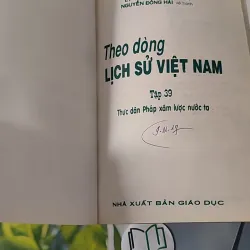 NGUYỄN ĐÔNG HẢI
Theo dòng
LỊCH SỬ VIỆT NAM
Tập 39
Thực dân Pháp xâm lược nước ta
NHÀ XUẤT BẢN GIÁO DỤC